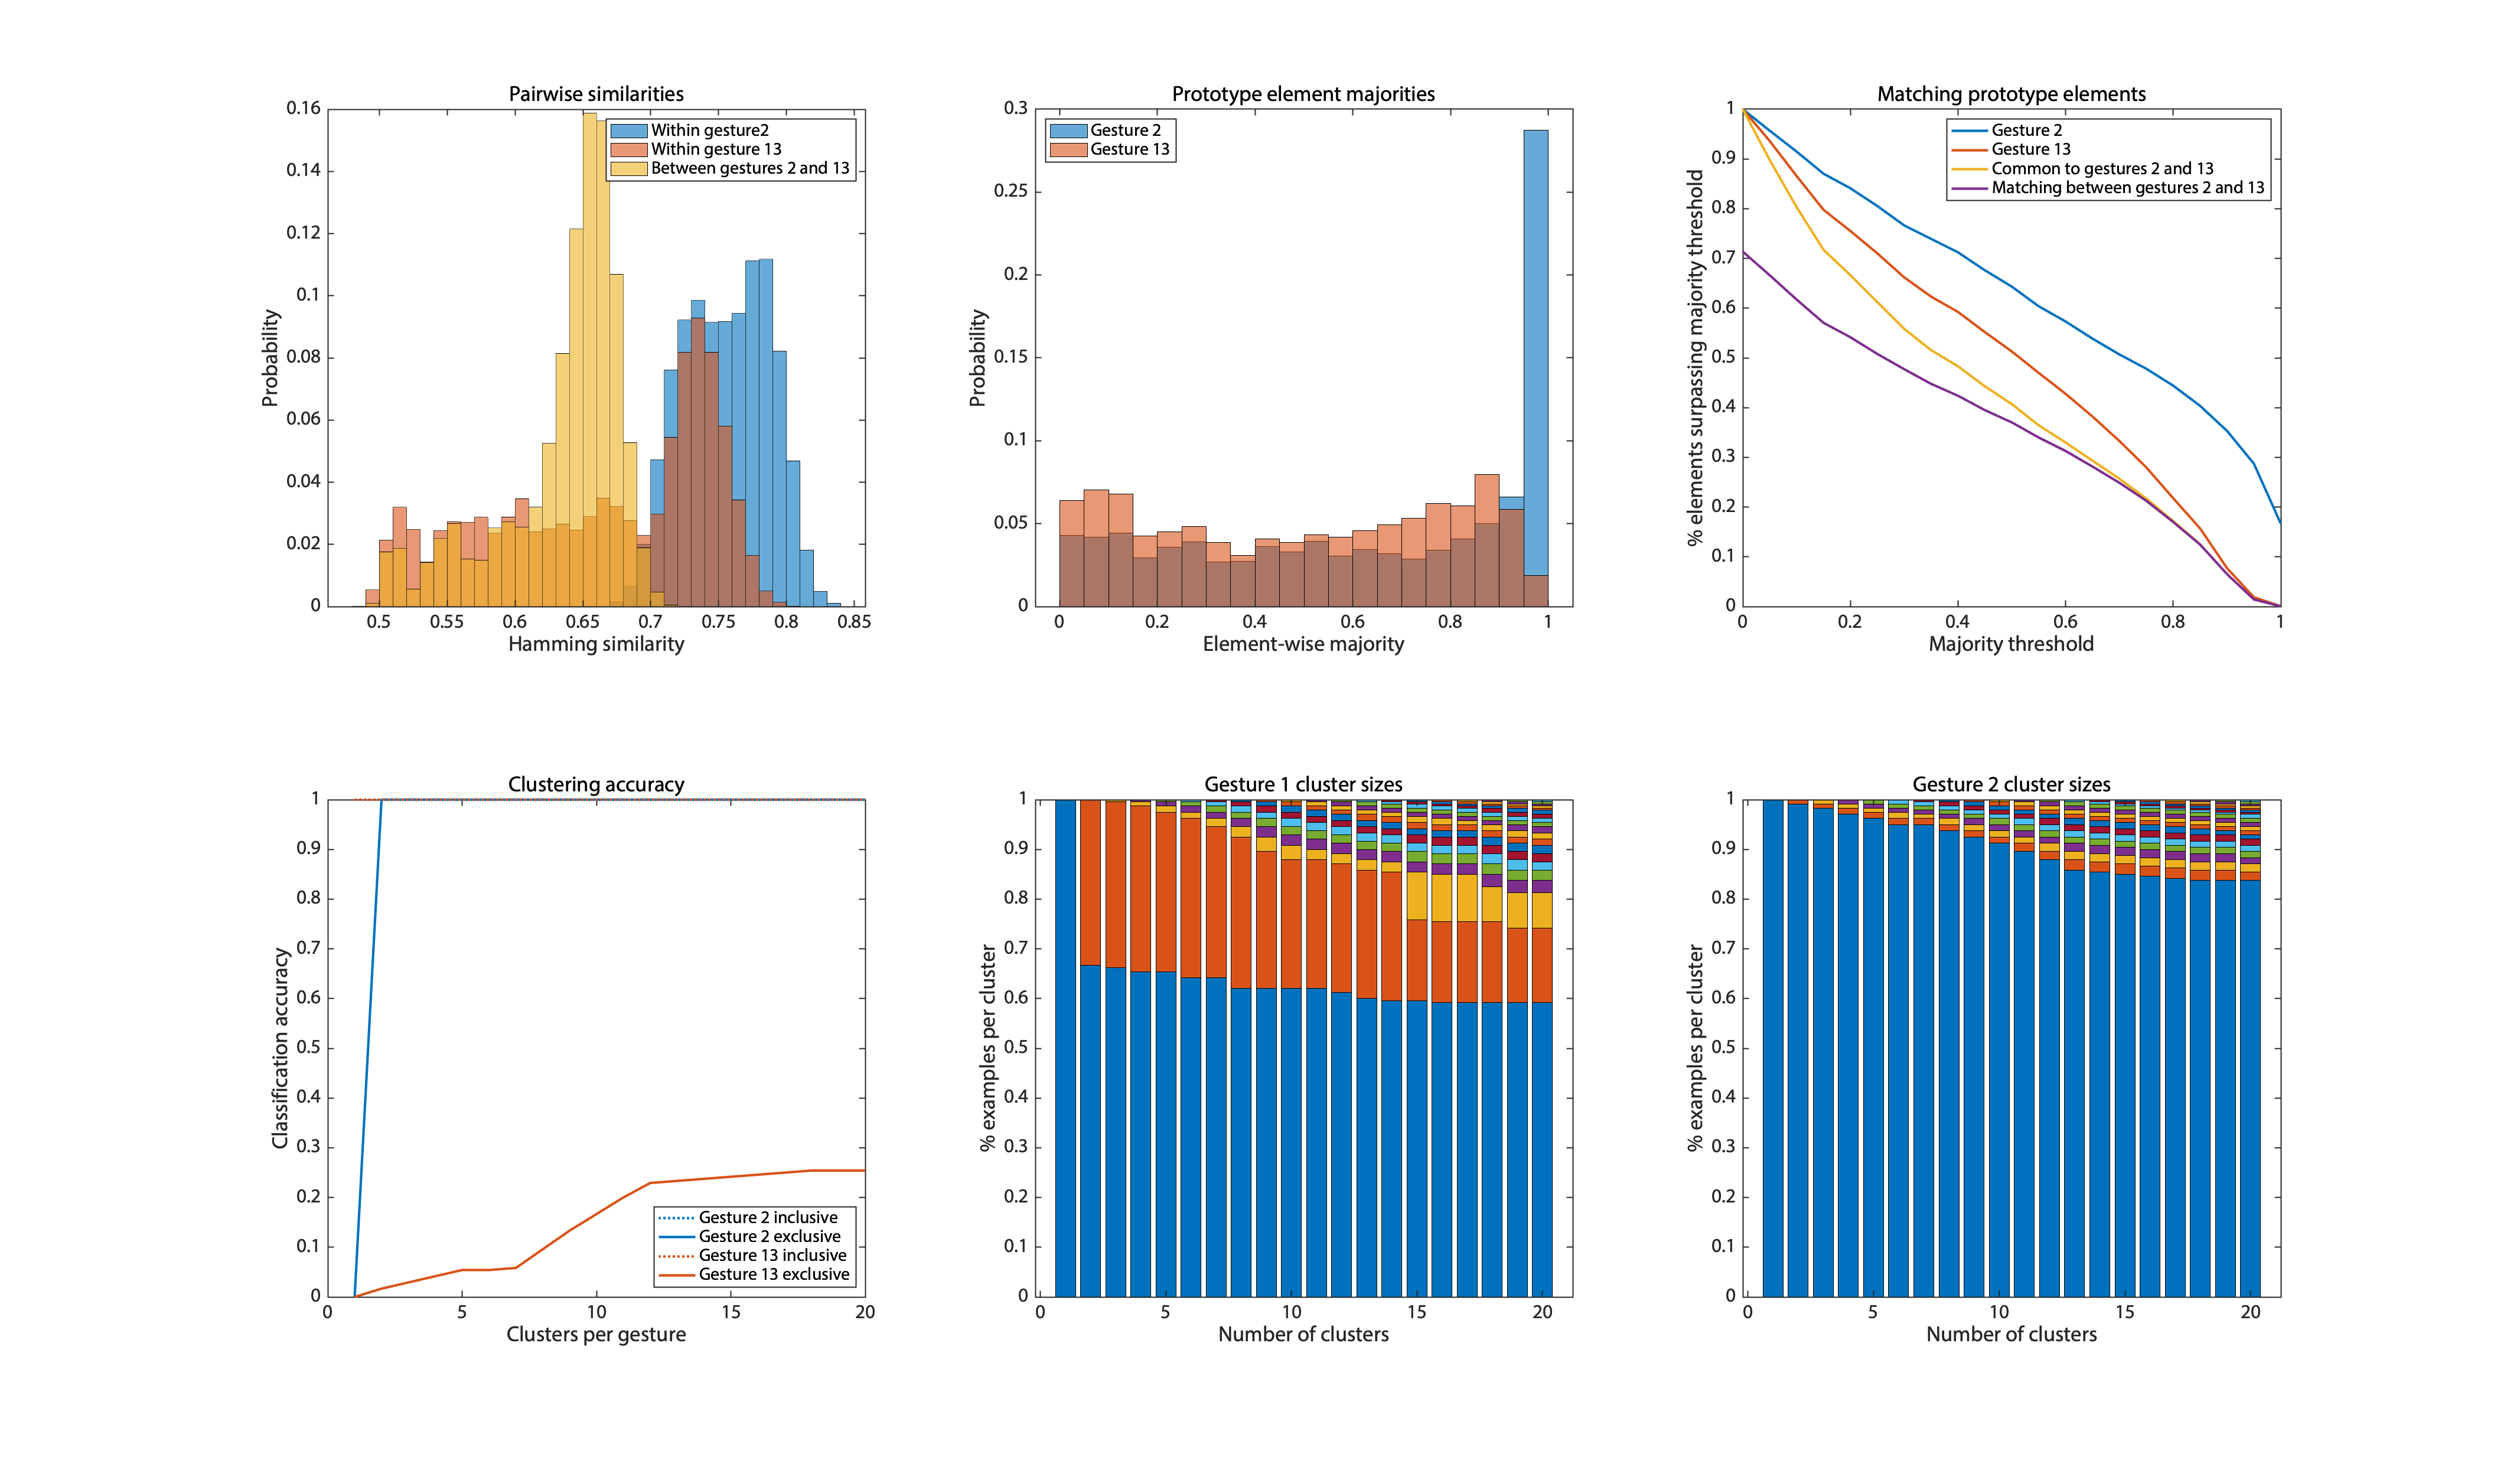 Pairwise similarities
0.16
0.14
0.12
0.1
0.08
0.06
0.04
0.02
0
Probability
Within gesture2
Within gesture 13
Between gestures 2 and 13
0.5 0.55 0.6 0.65 0.7 0.75 0.8 0.85
Hamming similarity
Prototype element majorities
0.3
0.25
0.2
0.15
0.1
0.05
0
Probability
Gesture 2
Gesture 13
0 0.2 0.4 0.6 0.8 1
Element-wise majority
Matching prototype elements
1
0.9
0.8
0.7
0.6
0.5
0.4
0.3
0.2
0.1
0
% elements surpassing majority threshold
Gesture 2
Gesture 13
Common to gestures 2 and 13
Matching between gestures 2 and 13
0 0.2 0.4 0.6 0.8 1
Majority threshold
Clustering accuracy
1
0.9
0.8
0.7
0.6
0.5
0.4
0.3
0.2
0.1
0
Classification accuracy
Gesture 2 inclusive
Gesture 2 exclusive
Gesture 13 inclusive
Gesture 13 exclusive
0 5 10 15 20
Clusters per gesture
Gesture 1 cluster sizes
1
0.9
0.8
0.7
0.6
0.5
0.4
0.3
0.2
0.1
0
% examples per cluster
0 5 10 15 20
Number of clusters
Gesture 2 cluster sizes
1
0.9
0.8
0.7
0.6
0.5
0.4
0.3
0.2
0.1
0
% examples per cluster
0 5 10 15 20
Number of clusters